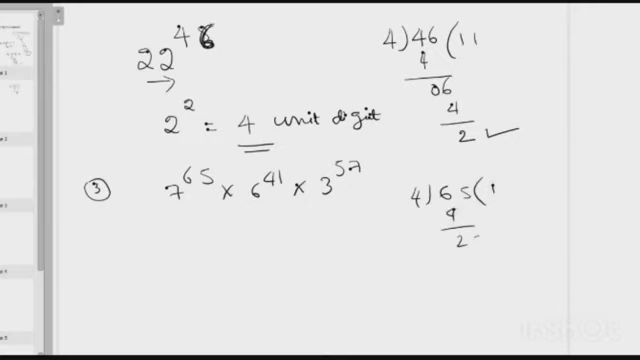 22^46
4) 46 (11
4
06
4
2 ✓
2^2 = 4 unit digit
③ 7^65 × 6^41 × 3^57
4) 65 (1
4
2